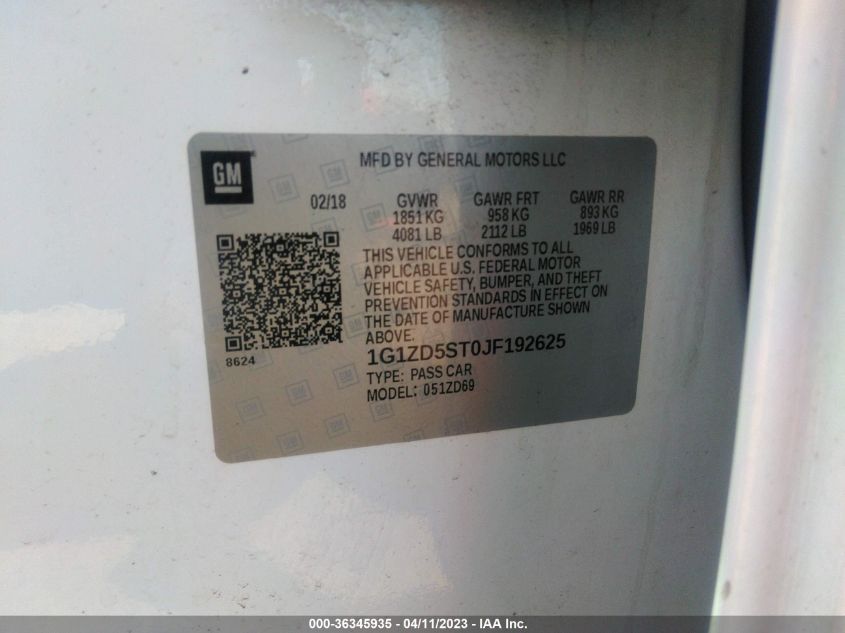 GM
MFD BY GENERAL MOTORS LLC
02/18 GVWR GAWR FRT GAWR RR
1851 KG 958 KG 893 KG
4081 LB 2112 LB 1969 LB
THIS VEHICLE CONFORMS TO ALL
APPLICABLE U.S. FEDERAL MOTOR
VEHICLE SAFETY, BUMPER, AND THEFT
PREVENTION STANDARDS IN EFFECT ON
THE DATE OF MANUFACTURE SHOWN
ABOVE.
8624
1G1ZD5ST0JF192625
TYPE: PASS CAR
MODEL: 051ZD69
000-36345935 - 04/11/2023 - IAA Inc.